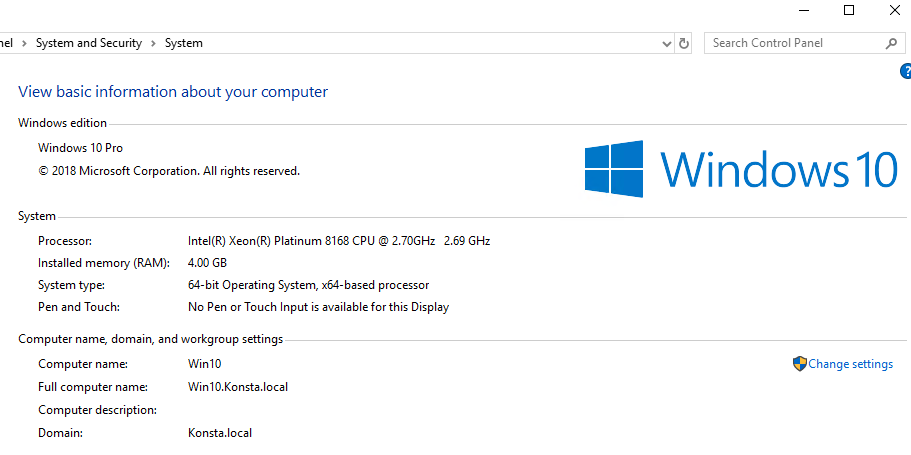 nel > System and Security > System
Search Control Panel
?
View basic information about your computer
Windows edition
Windows 10 Pro
© 2018 Microsoft Corporation. All rights reserved.
Windows 10
System
Processor: Intel(R) Xeon(R) Platinum 8168 CPU @ 2.70GHz 2.69 GHz
Installed memory (RAM): 4.00 GB
System type: 64-bit Operating System, x64-based processor
Pen and Touch: No Pen or Touch Input is available for this Display
Computer name, domain, and workgroup settings
Computer name: Win10
Change settings
Full computer name: Win10.Konsta.local
Computer description:
Domain: Konsta.local